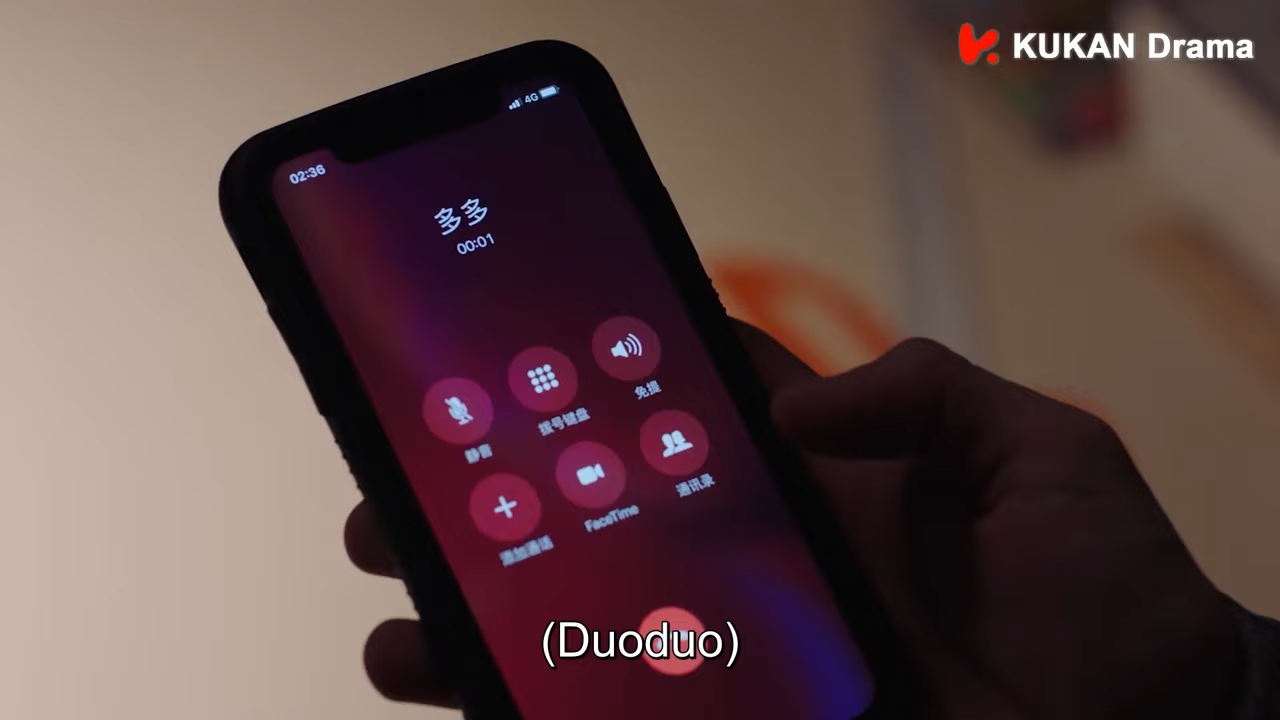 KUKAN Drama
4G
02:36
多多
00:01
静音
拨号键盘
免提
添加通话
FaceTime
通讯录
(Duoduo)